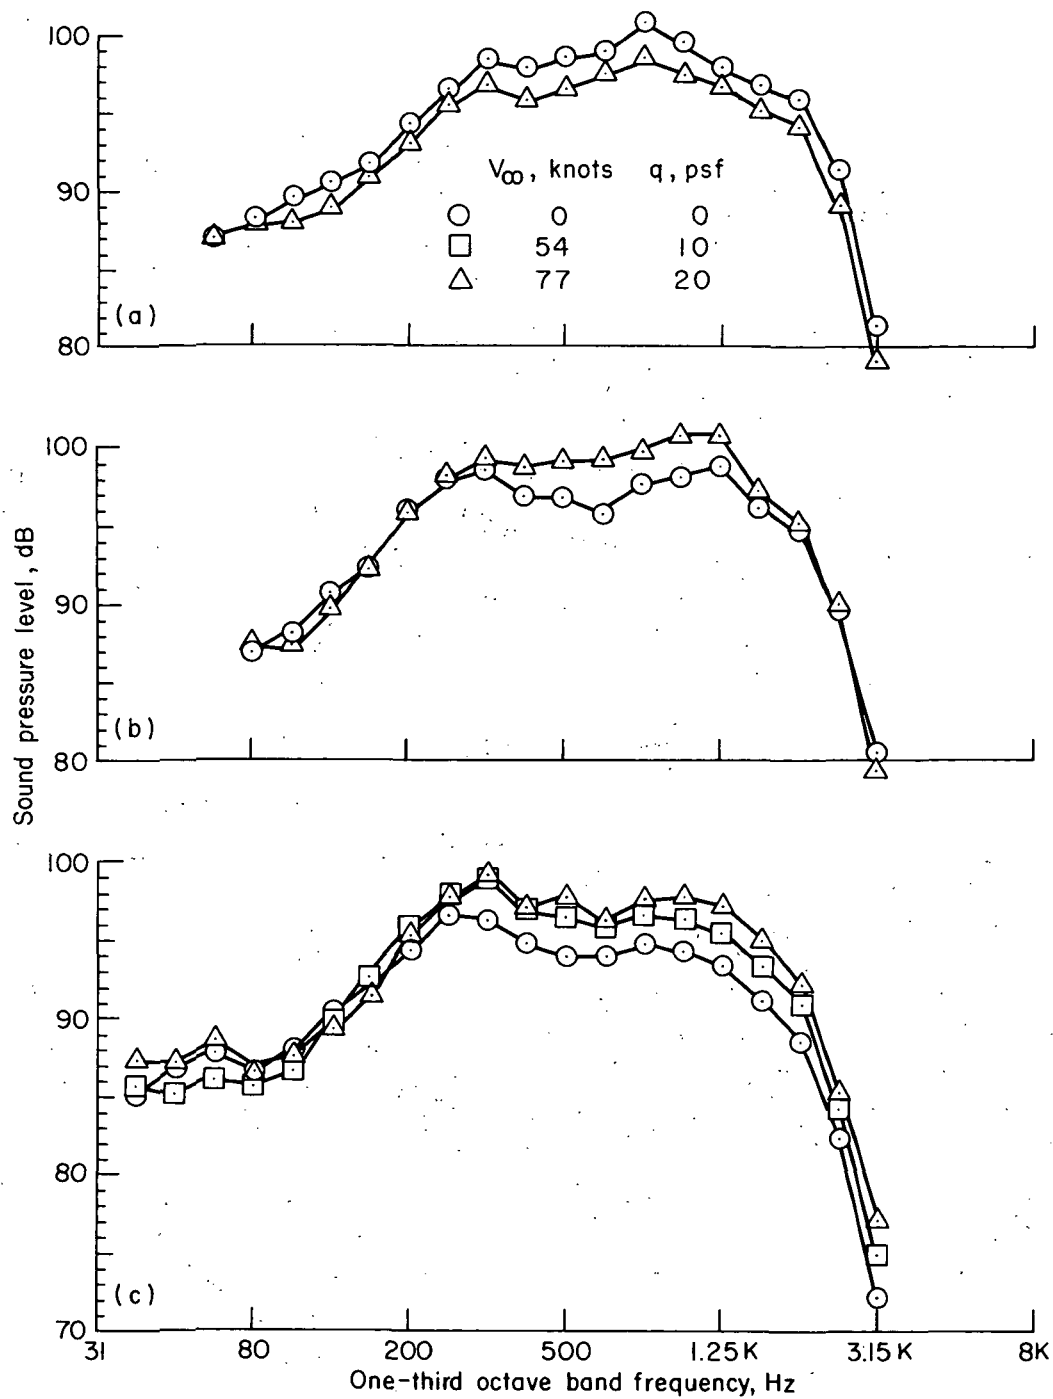 100
90
80
(a)
V∞, knots q, psf
0 0
54 10
77 20
100
90
80
(b)
Sound pressure level, dB
100
90
80
70
(c)
31 80 200 500 1.25K 3.15K 8K
One-third octave band frequency, Hz